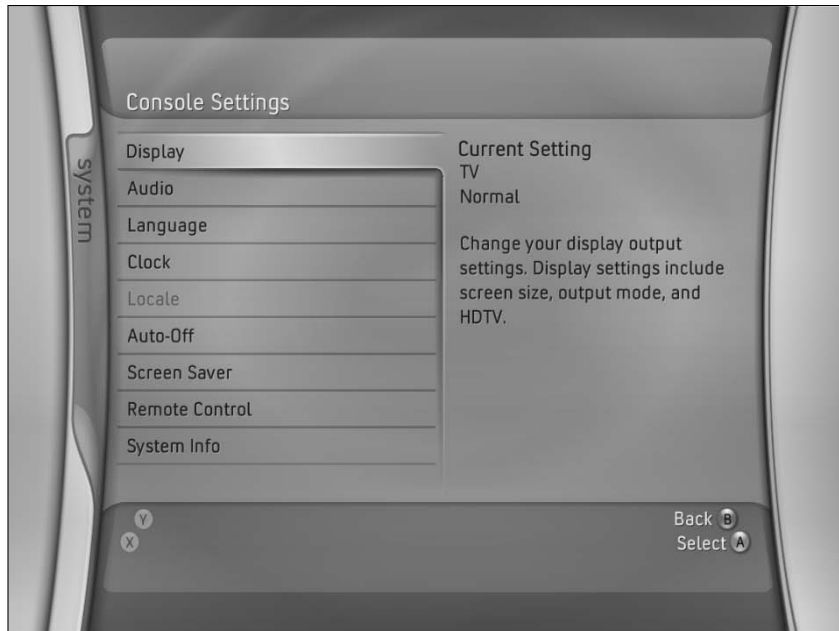 Console Settings
system
Display
Audio
Language
Clock
Locale
Auto-Off
Screen Saver
Remote Control
System Info
Current Setting
TV
Normal
Change your display output
settings. Display settings include
screen size, output mode, and
HDTV.
Y
X
Back B
Select A